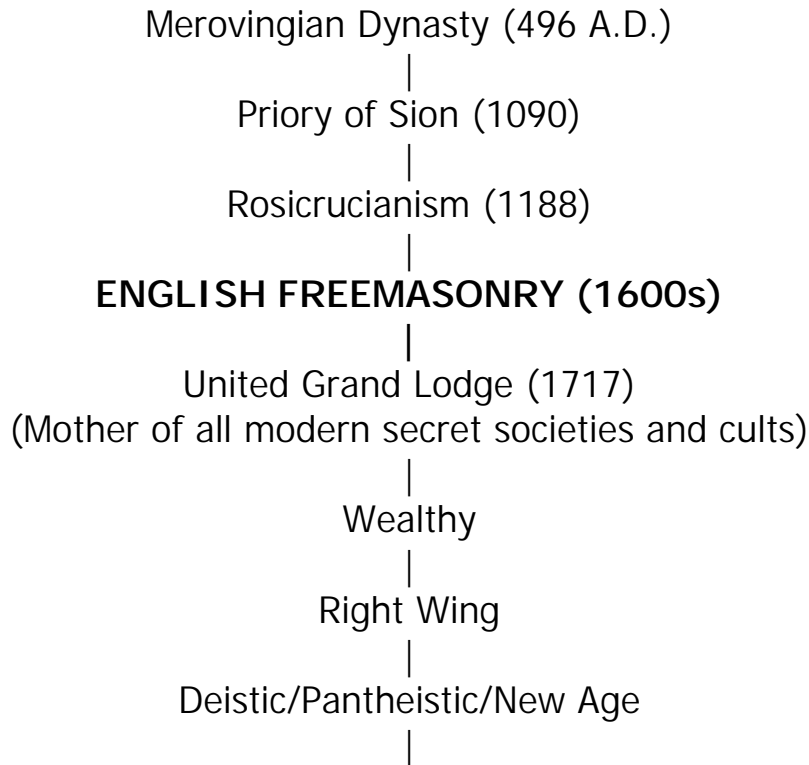 Merovingian Dynasty (496 A.D.)
Priory of Sion (1090)
Rosicrucianism (1188)
ENGLISH FREEMASONRY (1600s)
United Grand Lodge (1717)
(Mother of all modern secret societies and cults)
Wealthy
Right Wing
Deistic/Pantheistic/New Age